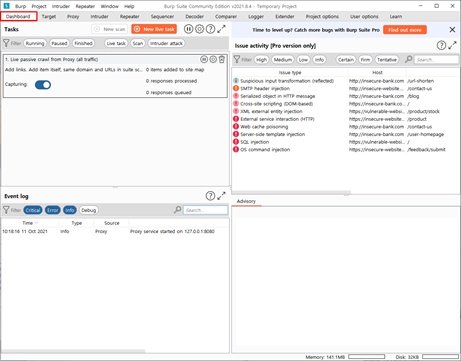 Burp Project Intruder Repeater Window Help Burp Suite Community Edition v2021.8.4 - Temporary Project
Dashboard Target Proxy Intruder Repeater Sequencer Decoder Comparer Logger Extender Project options User options Learn
Tasks
New scan
New live task
Filter Running Paused Finished Live task Scan Intruder attack
1. Live passive crawl from Proxy (all traffic)
Add links. Add item itself, same domain and URLs in suite sc...
0 items added to site map
0 responses processed
0 responses queued
Capturing:
Time to level up? Catch more bugs with Burp Suite Pro
Find out more
Issue activity [Pro version only]
Filter High Medium Low Info Certain Firm Tentative Search...
Issue type Host
Suspicious input transformation (reflected) http://insecure-bank.com /url-shorten
SMTP header injection http://insecure-website... /contact-us
Serialized object in HTTP message http://insecure-bank.com /blog
Cross-site scripting (DOM-based) https://insecure-bank.... /
XML external entity injection https://vulnerable-websi... /product/stock
External service interaction (HTTP) https://insecure-website... /product
Web cache poisoning http://insecure-bank.com /contact-us
Server-side template injection http://insecure-bank.com /user-homepage
SQL injection https://vulnerable-websi... /
OS command injection https://insecure-website... /feedback/submit
Event log
Filter Critical Error Info Debug Search...
Time Type Source
10:18:16 11 Oct 2021 Info Proxy Proxy service started on 127.0.0.1:8080
Advisory
Memory: 141.1MB Disk: 32KB